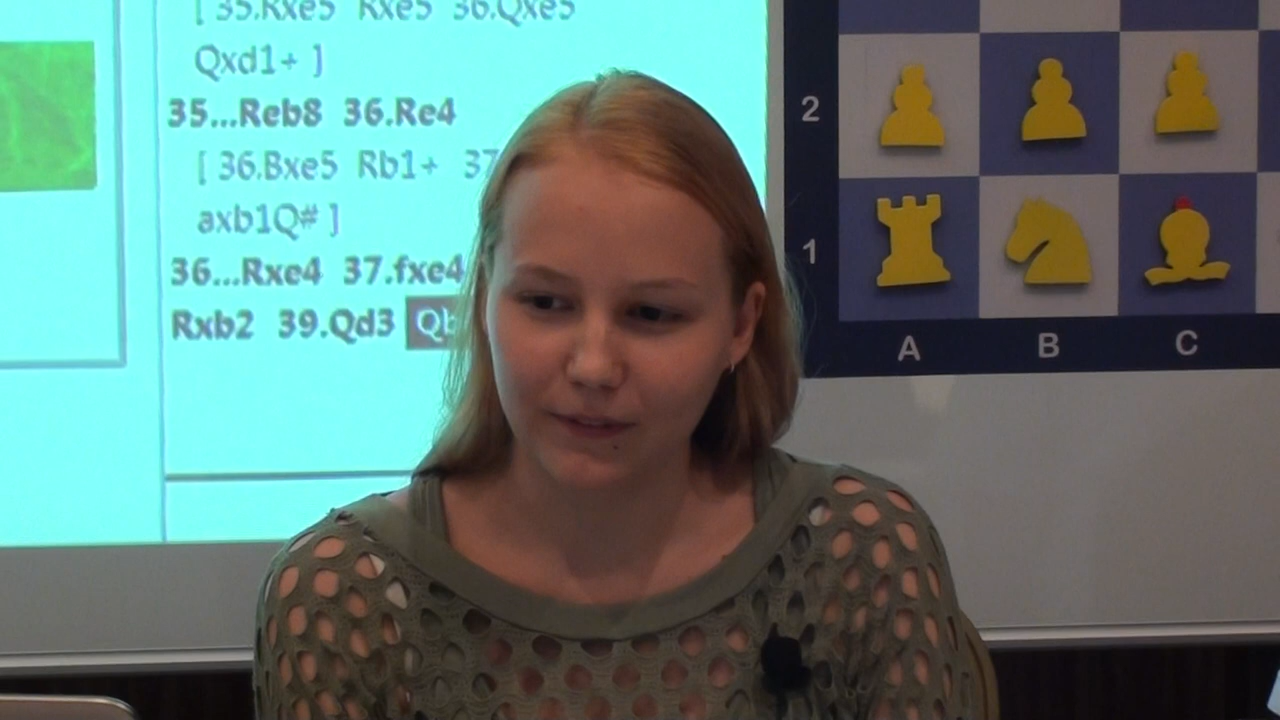 [ 35.Rxe5 Rxe5 36.Qxe5
Qxd1+ ]
35...Reb8 36.Re4
[ 36.Bxe5 Rb1+ 37
axb1Q# ]
36...Rxe4 37.fxe4
Rxb2 39.Qd3
2
1
A B C